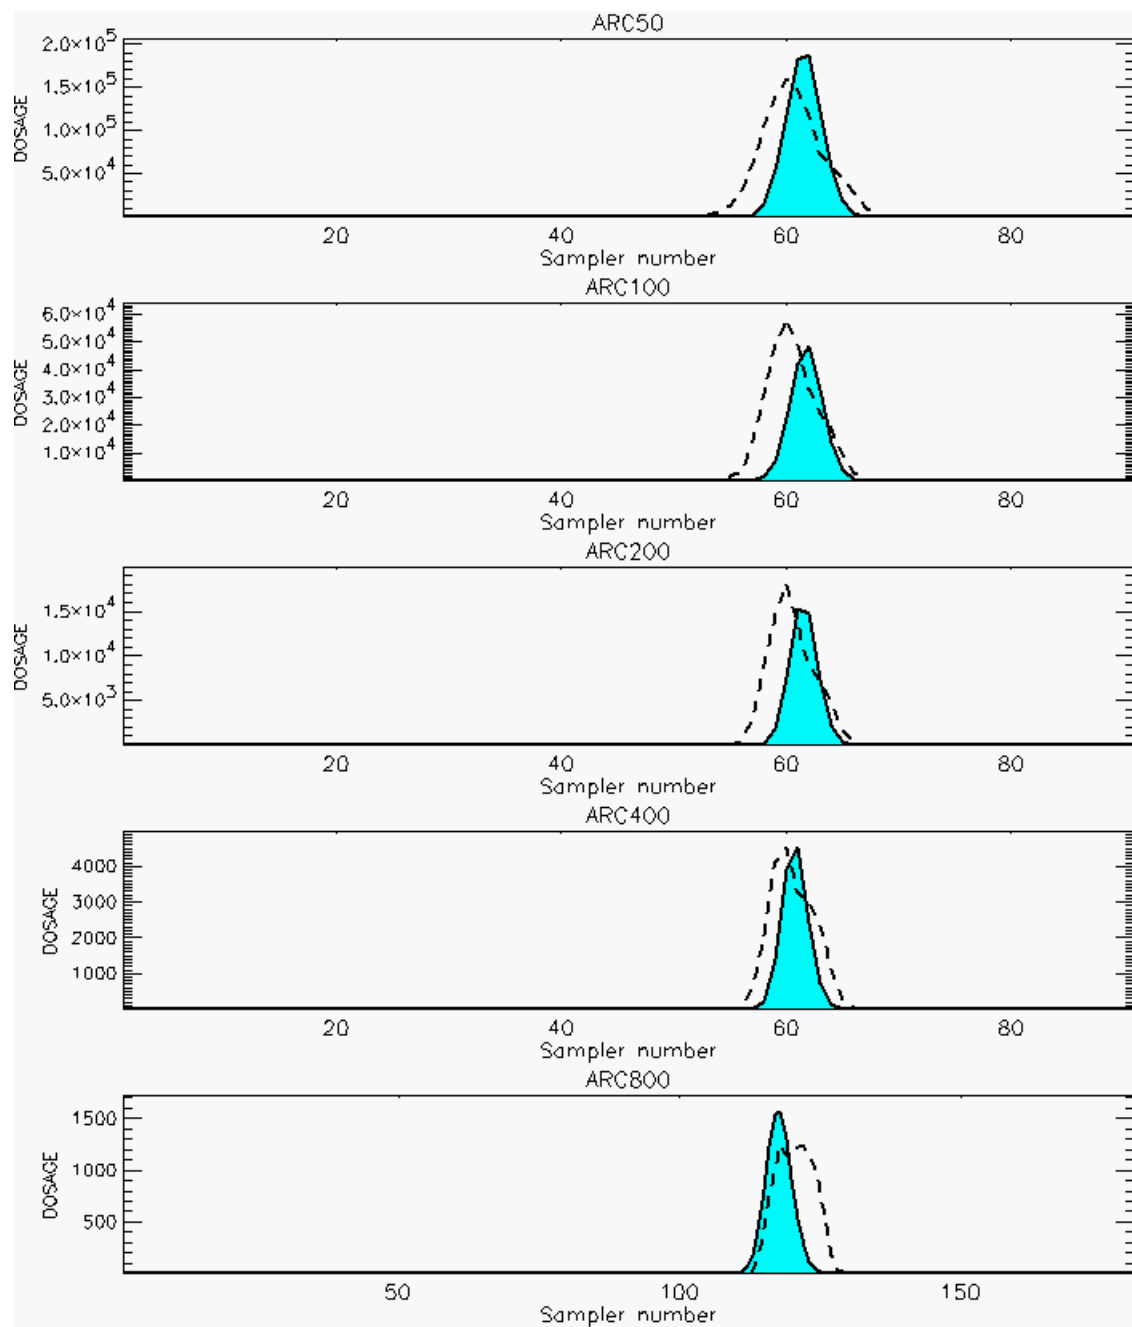 ARC50
2.0×10⁵
1.5×10⁵
1.0×10⁵
5.0×10⁴
DOSAGE
20 40 60 80
Sampler number
ARC100
6.0×10⁴
5.0×10⁴
4.0×10⁴
3.0×10⁴
2.0×10⁴
1.0×10⁴
DOSAGE
20 40 60 80
Sampler number
ARC200
1.5×10⁴
1.0×10⁴
5.0×10³
DOSAGE
20 40 60 80
Sampler number
ARC400
4000
3000
2000
1000
DOSAGE
20 40 60 80
Sampler number
ARC800
1500
1000
500
DOSAGE
50 100 150
Sampler number